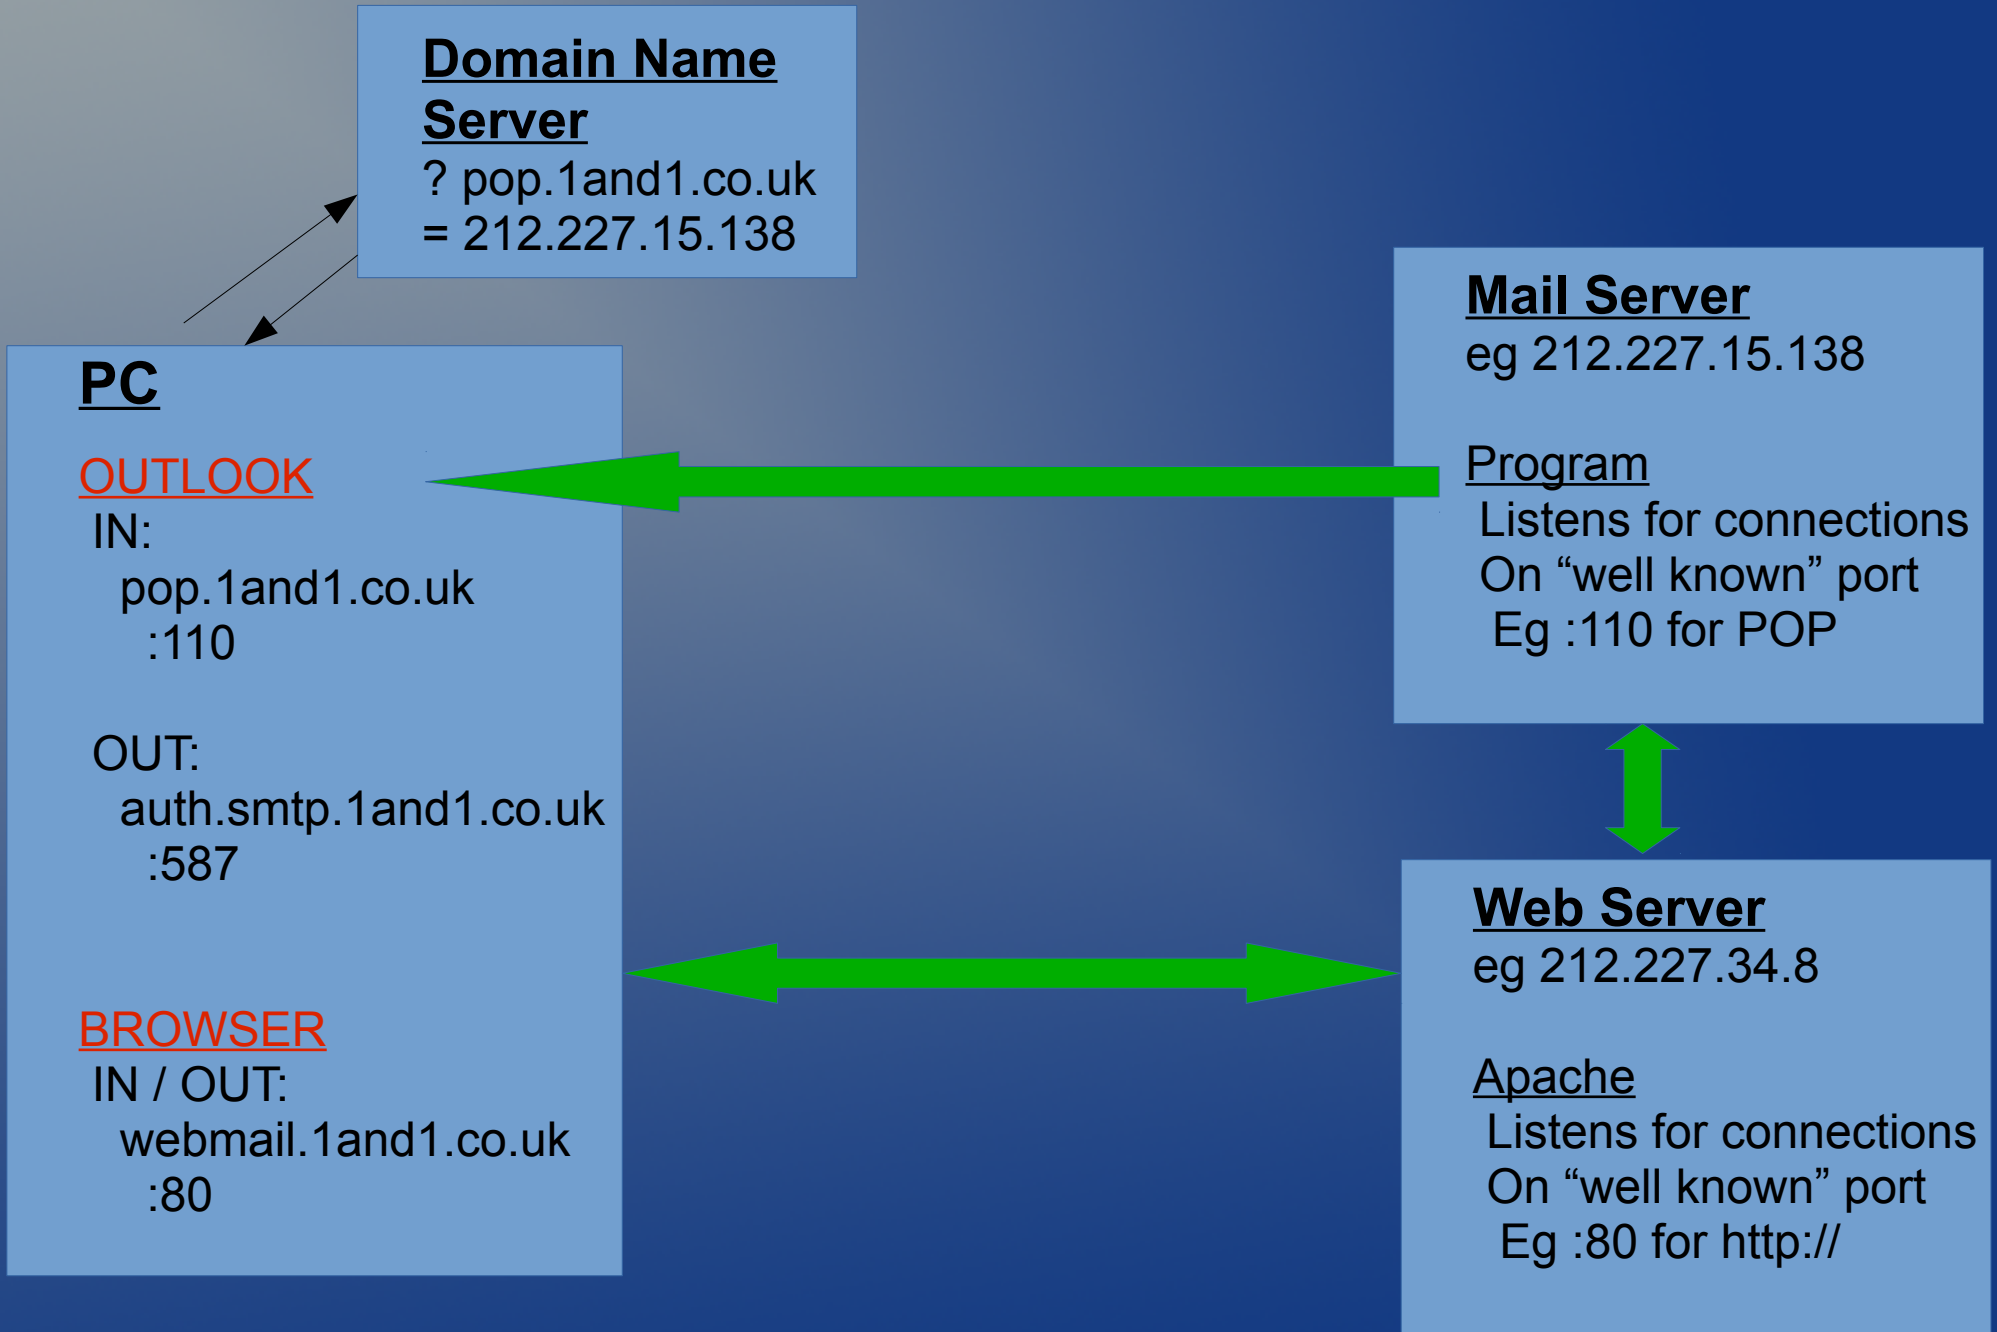 Domain Name
Server
? pop.1and1.co.uk
= 212.227.15.138
PC
OUTLOOK
IN:
pop.1and1.co.uk
:110
OUT:
auth.smtp.1and1.co.uk
:587
BROWSER
IN / OUT:
webmail.1and1.co.uk
:80
Mail Server
eg 212.227.15.138
Program
Listens for connections
On “well known” port
Eg :110 for POP
Web Server
eg 212.227.34.8
Apache
Listens for connections
On “well known” port
Eg :80 for http://